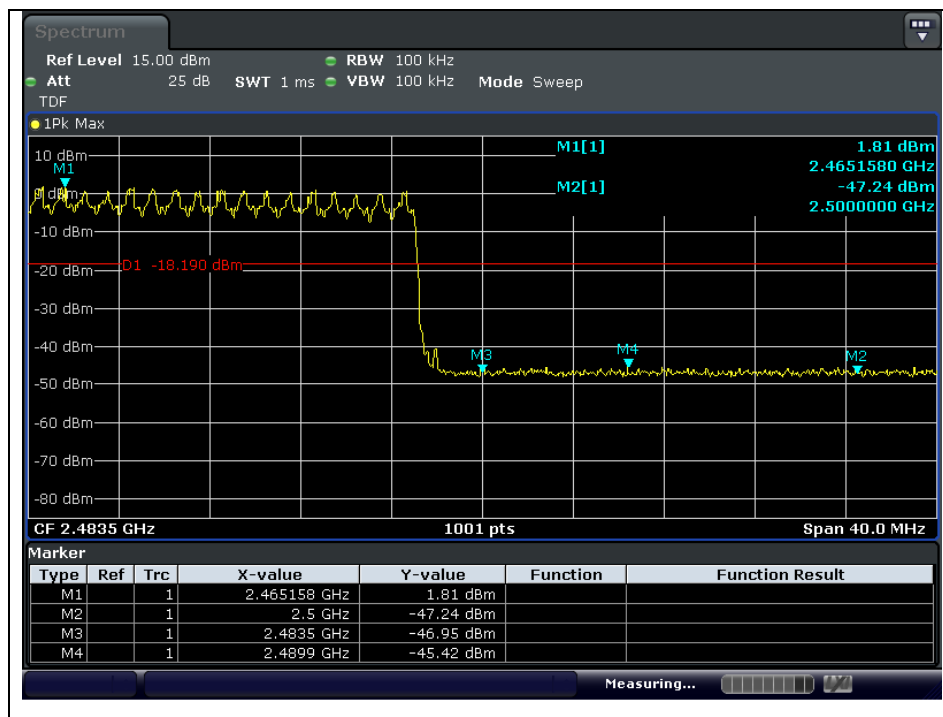 Spectrum
Ref Level 15.00 dBm RBW 100 kHz
Att 25 dB SWT 1 ms VBW 100 kHz Mode Sweep
TDF
1Pk Max
M1[1] 1.81 dBm
2.4651580 GHz
M2[1] -47.24 dBm
2.5000000 GHz
10 dBm
M1
0 dBm
-10 dBm
D1 -18.190 dBm
-20 dBm
-30 dBm
-40 dBm
M3
M4
M2
-50 dBm
-60 dBm
-70 dBm
-80 dBm
CF 2.4835 GHz 1001 pts Span 40.0 MHz
Marker
Type Ref Trc X-value Y-value Function Function Result
M1 1 2.465158 GHz 1.81 dBm
M2 1 2.5 GHz -47.24 dBm
M3 1 2.4835 GHz -46.95 dBm
M4 1 2.4899 GHz -45.42 dBm
Measuring...